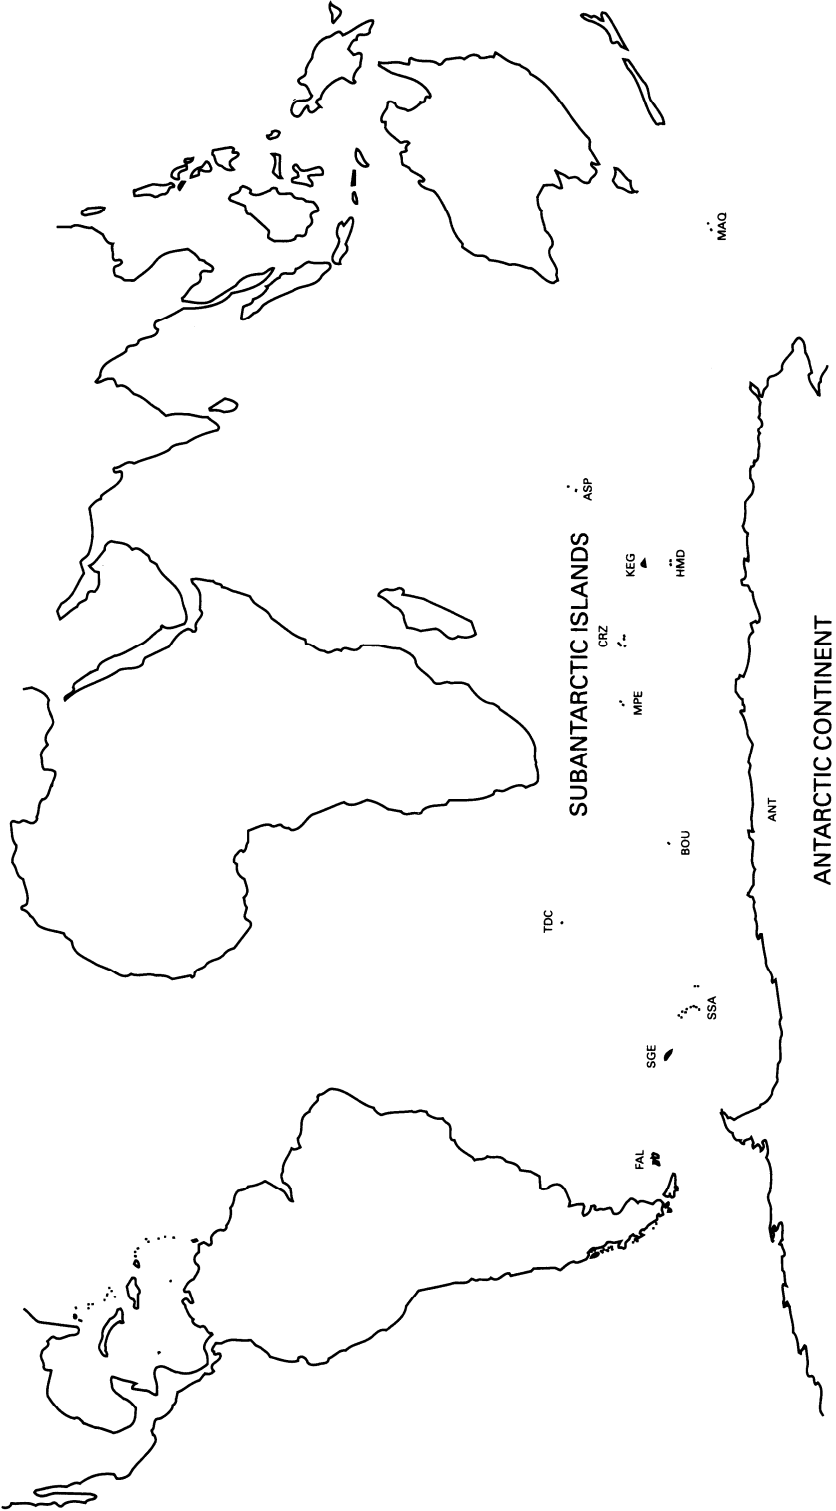 SUBANTARCTIC ISLANDS
TDC
ASP
CRZ
KEG
MPE
FAL
SGE
HMD
BOU
SSA
MAQ
ANT
ANTARCTIC CONTINENT